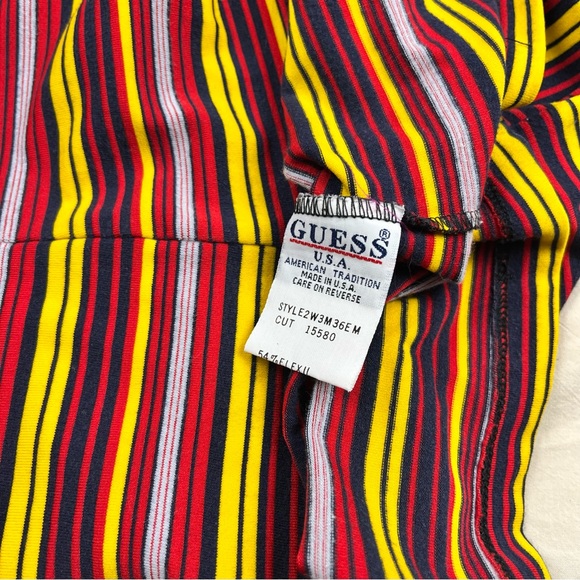 GUESS®
U.S.A.
AMERICAN TRADITION
MADE IN U.S.A.
CARE ON REVERSE
STYLE2W3M36EM
CUT 15580